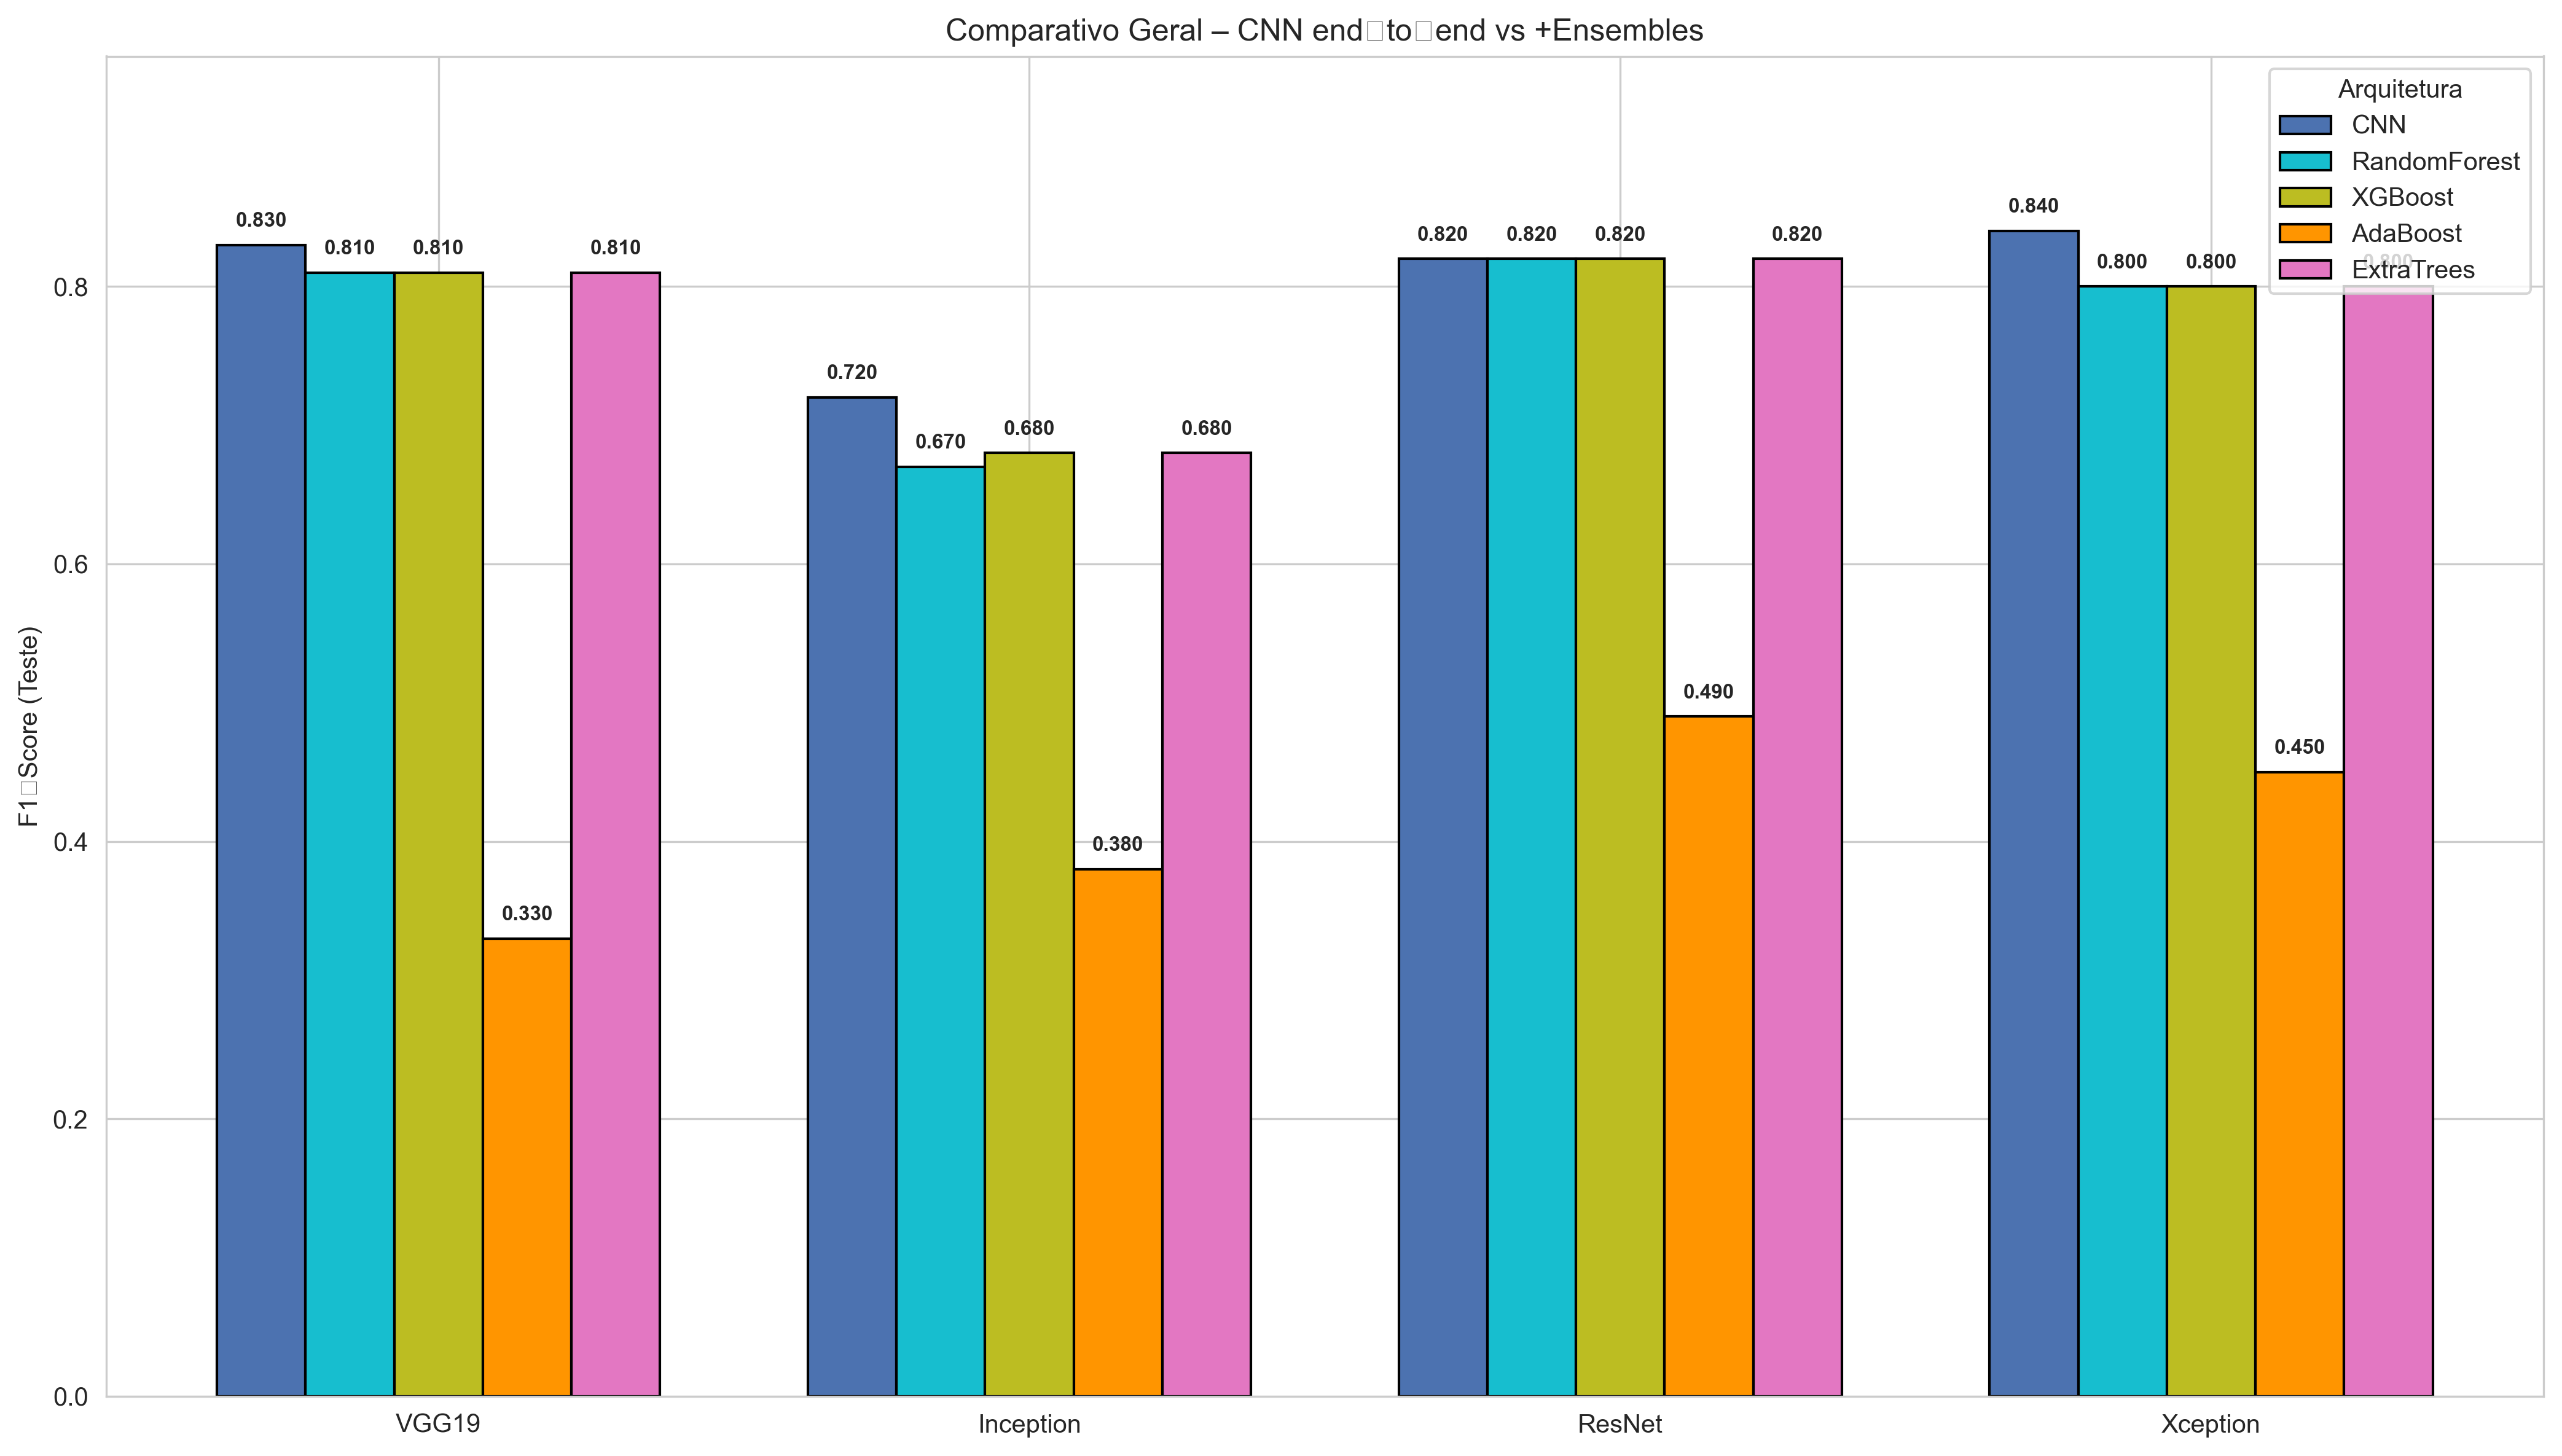 Comparativo Geral – CNN end□to□end vs +Ensembles
Arquitetura
CNN
RandomForest
XGBoost
AdaBoost
ExtraTrees
F1□Score (Teste)
0.8
0.6
0.4
0.2
0.0
0.830
0.810
0.810
0.330
0.810
0.720
0.670
0.680
0.380
0.680
0.820
0.820
0.820
0.490
0.820
0.840
0.800
0.800
0.450
0.800
VGG19
Inception
ResNet
Xception